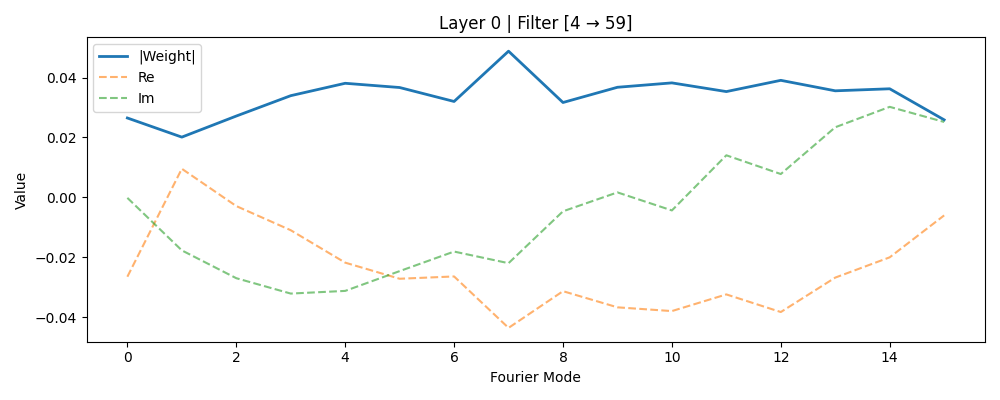 Layer 0 | Filter [4 → 59]
|Weight|
Re
Im
Value
0.04
0.02
0.00
−0.02
−0.04
0
2
4
6
8
10
12
14
Fourier Mode